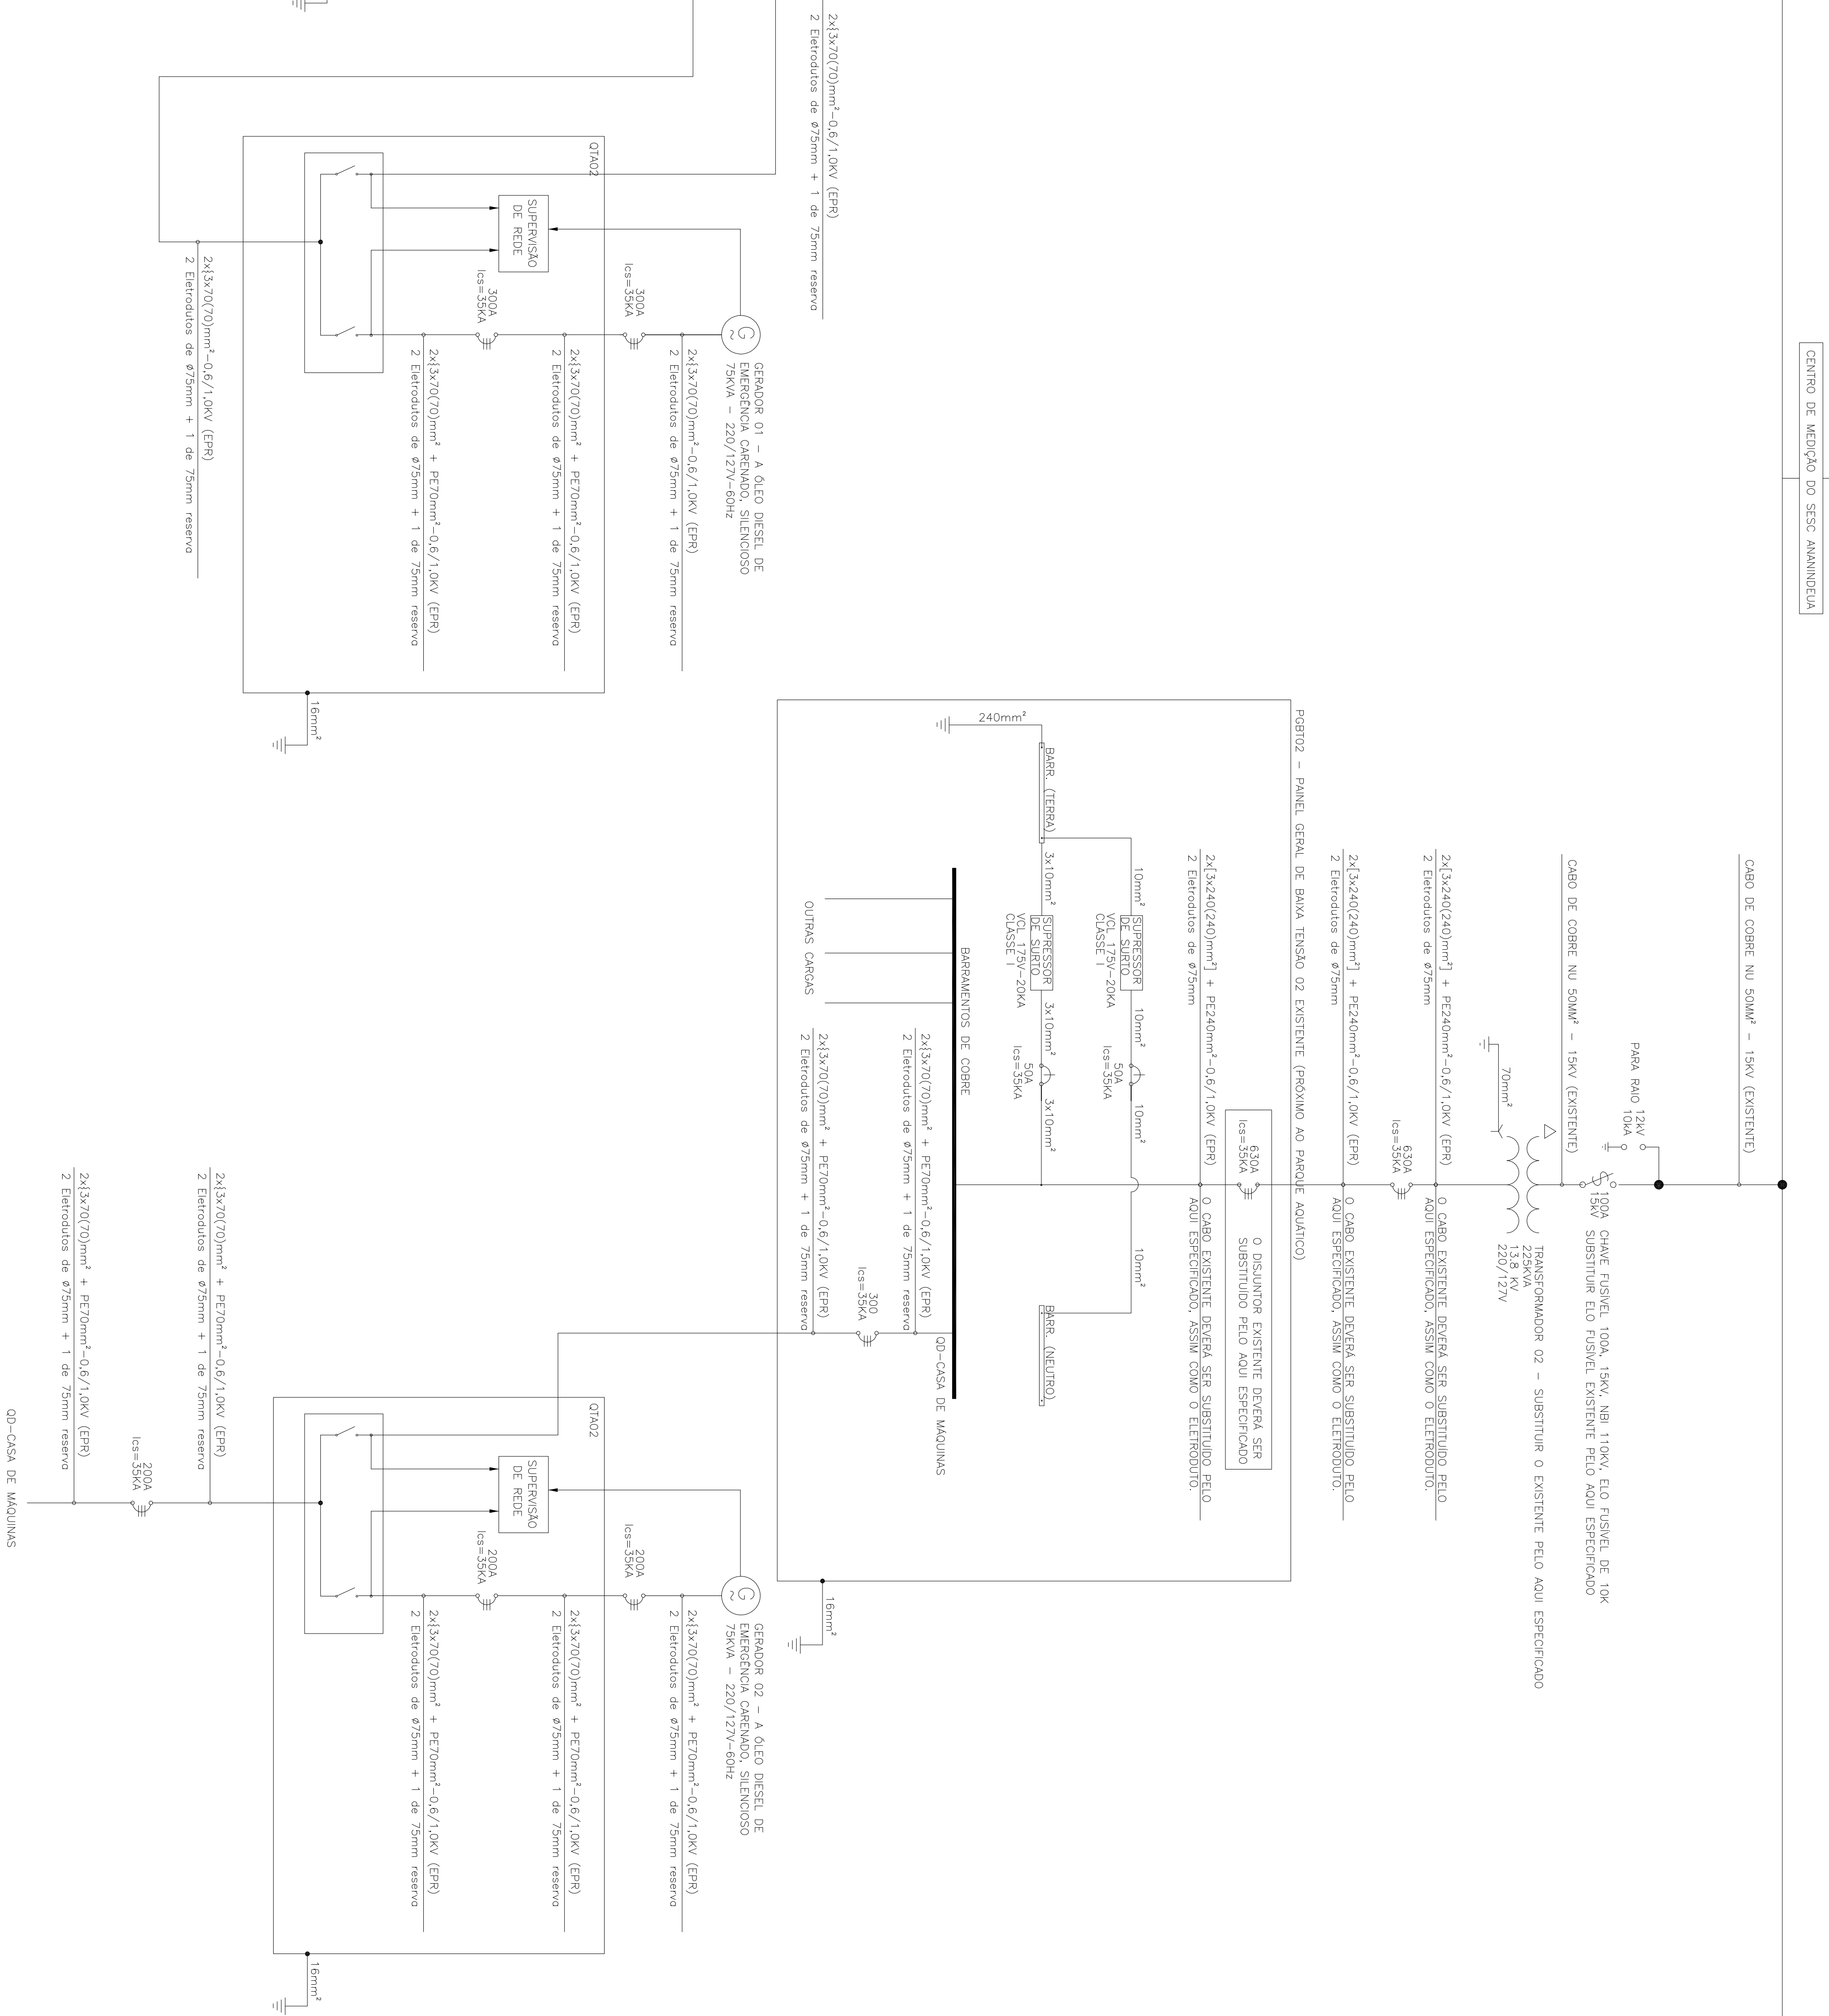 CENTRO DE MEDIÇÃO DO SESC ANANINDEUA
CABO DE COBRE NU 50MM² - 15KV (EXISTENTE)
PARA RAIO 12kV
10kA
100A
15kV
CHAVE FUSÍVEL 100A, 15KV, NBI 110KV, ELO FUSÍVEL DE 10K
SUBSTITUIR ELO FUSÍVEL EXISTENTE PELO AQUI ESPECIFICADO
CABO DE COBRE NU 50MM² - 15KV (EXISTENTE)
TRANSFORMADOR 02 - SUBSTITUIR O EXISTENTE PELO AQUI ESPECIFICADO
225KVA
13,8 KV
220/127V
70mm²
2x[3x240(240)mm²] + PE240mm²-0,6/1,0KV (EPR)
2 Eletrodutos de ø75mm
O CABO EXISTENTE DEVERÁ SER SUBSTITUÍDO PELO
AQUI ESPECIFICADO, ASSIM COMO O ELETRODUTO.
630A
Ics=35KA
2x[3x240(240)mm²] + PE240mm²-0,6/1,0KV (EPR)
2 Eletrodutos de ø75mm
O CABO EXISTENTE DEVERÁ SER SUBSTITUÍDO PELO
AQUI ESPECIFICADO, ASSIM COMO O ELETRODUTO.
PGBT02 - PAINEL GERAL DE BAIXA TENSÃO 02 EXISTENTE (PRÓXIMO AO PARQUE AQUÁTICO)
630A
Ics=35KA
O DISJUNTOR EXISTENTE DEVERÁ SER
SUBSTITUÍDO PELO AQUI ESPECIFICADO
2x[3x240(240)mm²] + PE240mm²-0,6/1,0KV (EPR)
2 Eletrodutos de ø75mm
O CABO EXISTENTE DEVERÁ SER SUBSTITUÍDO PELO
AQUI ESPECIFICADO, ASSIM COMO O ELETRODUTO.
10mm²
SUPRESSOR
DE SURTO
VCL 175V-20KA
CLASSE I
10mm²
50A
Ics=35KA
10mm²
10mm²
240mm²
BARR. (TERRA)
3x10mm²
SUPRESSOR
DE SURTO
VCL 175V-20KA
CLASSE I
3x10mm²
50A
Ics=35KA
3x10mm²
BARR. (NEUTRO)
BARRAMENTOS DE COBRE
QD-CASA DE MÁQUINAS
OUTRAS CARGAS
2x{3x70(70)mm² + PE70mm²-0,6/1,0KV (EPR)
2 Eletrodutos de ø75mm + 1 de 75mm reserva
300
Ics=35KA
2x{3x70(70)mm² + PE70mm²-0,6/1,0KV (EPR)
2 Eletrodutos de ø75mm + 1 de 75mm reserva
16mm²
2x{3x70(70)mm²-0,6/1,0KV (EPR)
2 Eletrodutos de ø75mm + 1 de 75mm reserva
GERADOR 01 - A ÓLEO DIESEL DE
EMERGÊNCIA CARENADO, SILENCIOSO
75KVA - 220/127V-60Hz
G
~
2x{3x70(70)mm²-0,6/1,0KV (EPR)
2 Eletrodutos de ø75mm + 1 de 75mm reserva
300A
Ics=35KA
QTA02
2x{3x70(70)mm² + PE70mm²-0,6/1,0KV (EPR)
2 Eletrodutos de ø75mm + 1 de 75mm reserva
SUPERVISÃO
DE REDE
300A
Ics=35KA
2x{3x70(70)mm² + PE70mm²-0,6/1,0KV (EPR)
2 Eletrodutos de ø75mm + 1 de 75mm reserva
16mm²
2x{3x70(70)mm²-0,6/1,0KV (EPR)
2 Eletrodutos de ø75mm + 1 de 75mm reserva
GERADOR 02 - A ÓLEO DIESEL DE
EMERGÊNCIA CARENADO, SILENCIOSO
75KVA - 220/127V-60Hz
G
~
2x{3x70(70)mm² + PE70mm²-0,6/1,0KV (EPR)
2 Eletrodutos de ø75mm + 1 de 75mm reserva
200A
Ics=35KA
QTA02
2x{3x70(70)mm² + PE70mm²-0,6/1,0KV (EPR)
2 Eletrodutos de ø75mm + 1 de 75mm reserva
SUPERVISÃO
DE REDE
200A
Ics=35KA
2x{3x70(70)mm² + PE70mm²-0,6/1,0KV (EPR)
2 Eletrodutos de ø75mm + 1 de 75mm reserva
16mm²
2x{3x70(70)mm² + PE70mm²-0,6/1,0KV (EPR)
2 Eletrodutos de ø75mm + 1 de 75mm reserva
200A
Ics=35KA
2x{3x70(70)mm² + PE70mm²-0,6/1,0KV (EPR)
2 Eletrodutos de ø75mm + 1 de 75mm reserva
QD-CASA DE MÁQUINAS